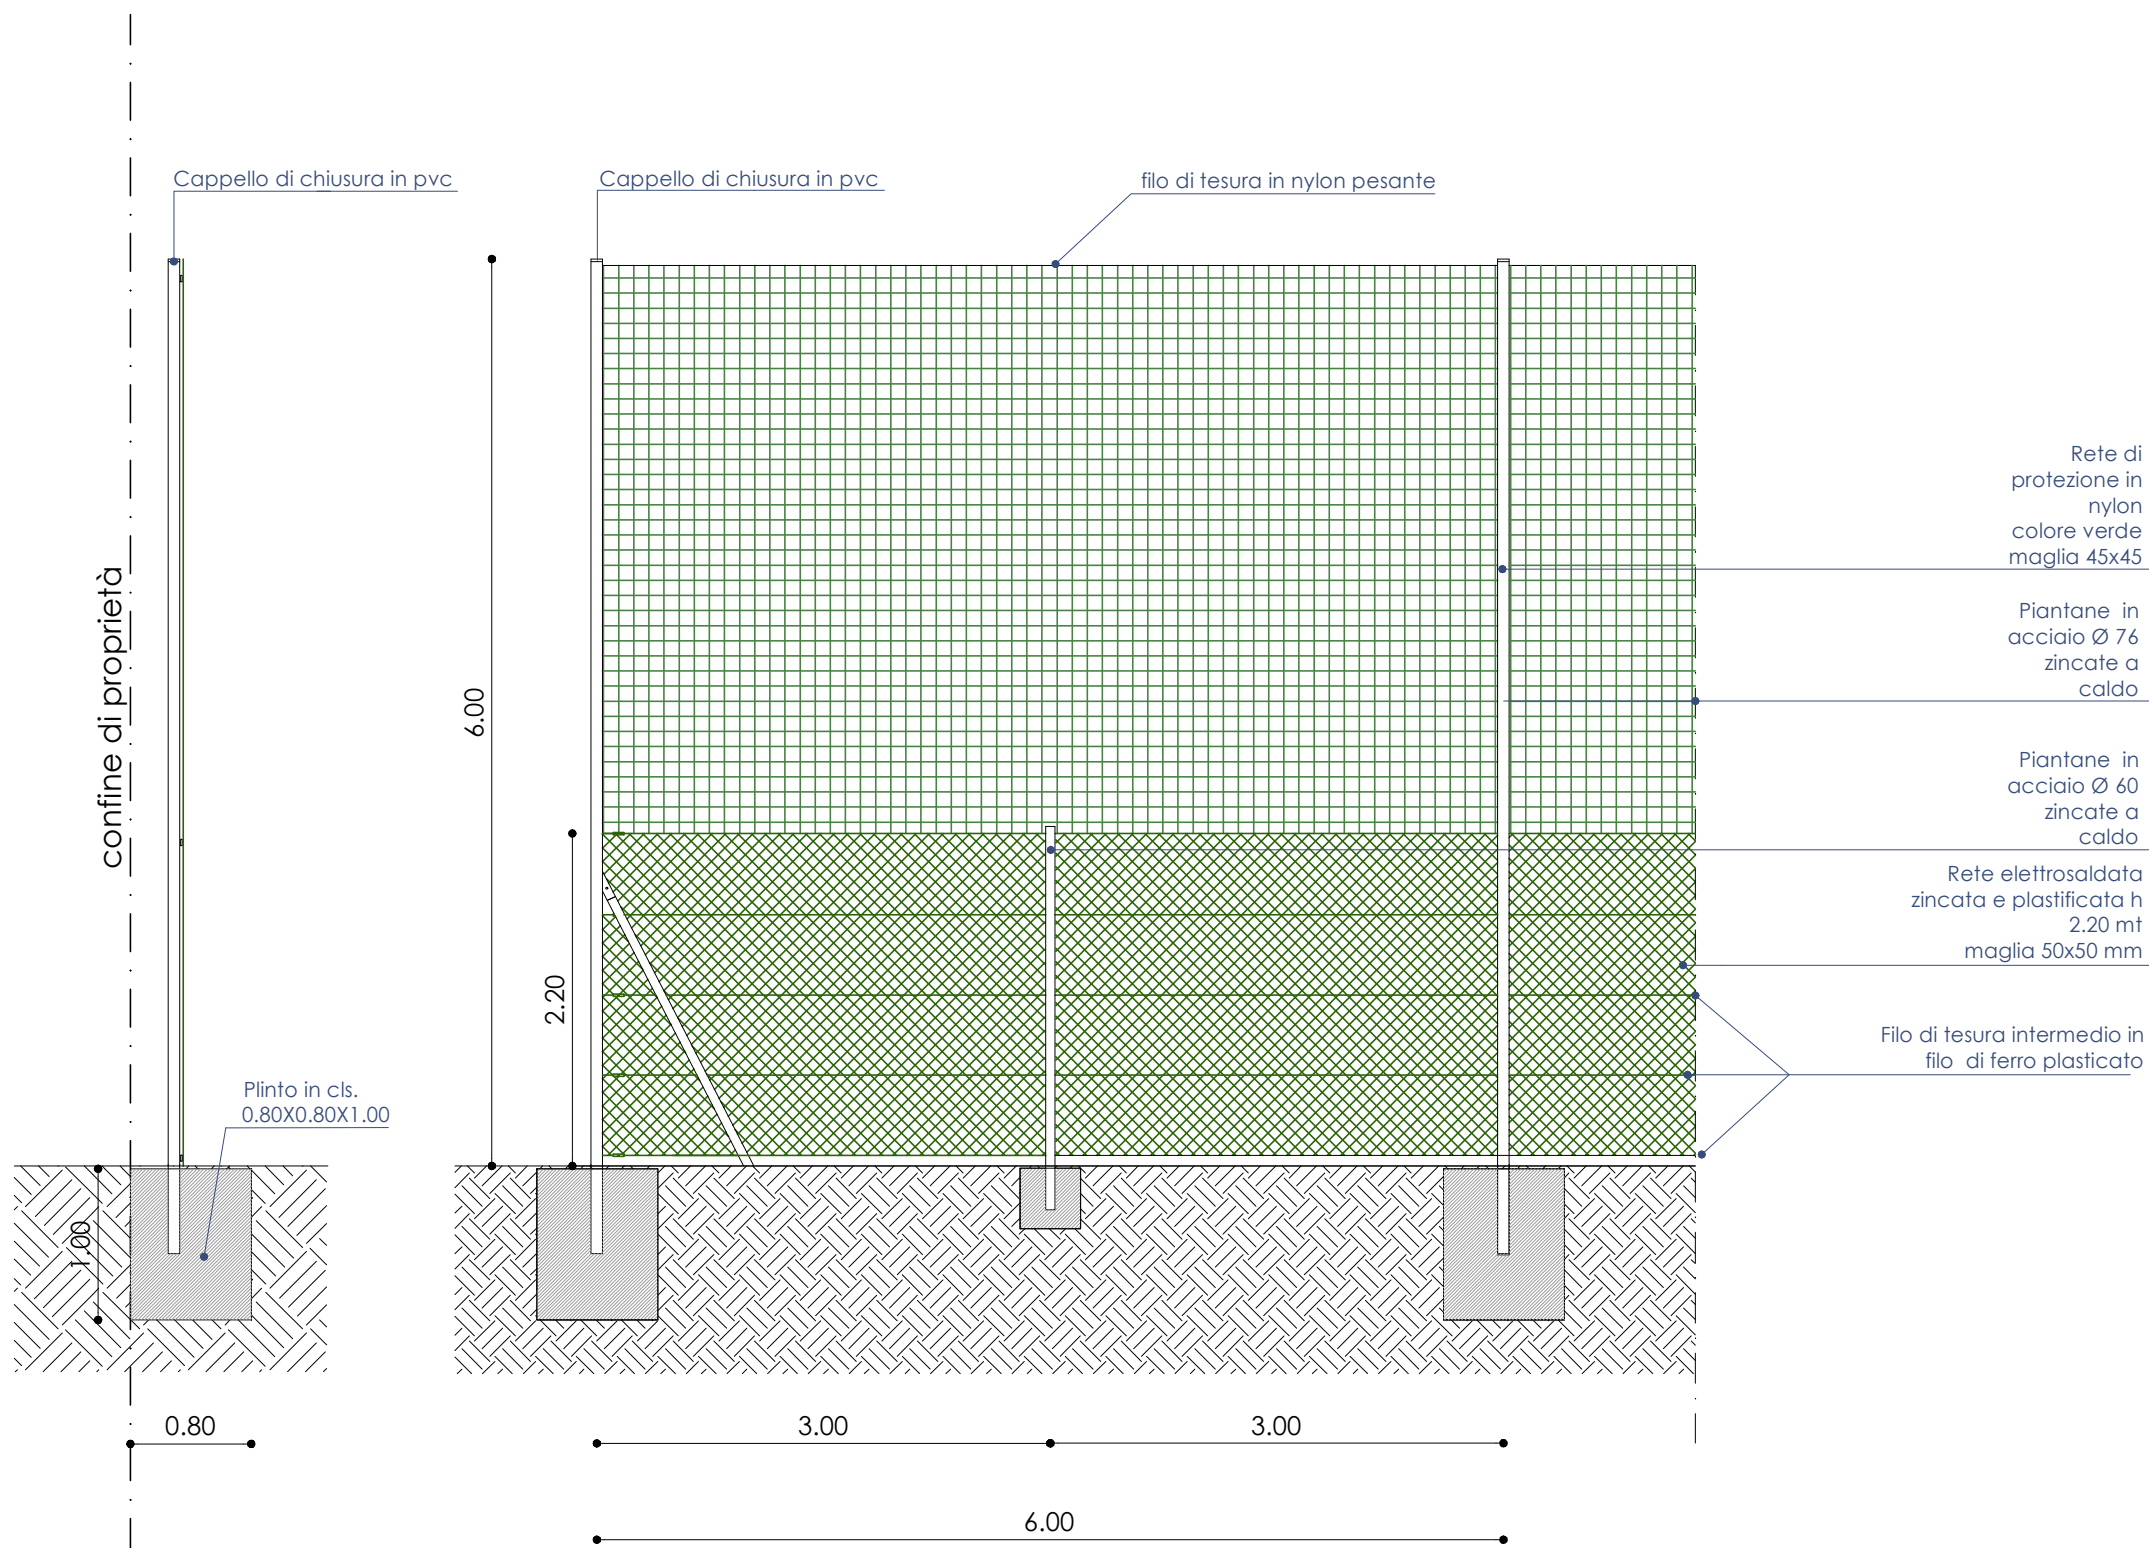 Cappello di chiusura in pvc
Cappello di chiusura in pvc
filo di tesura in nylon pesante
Rete di
protezione in
nylon
colore verde
maglia 45x45
Piantane in
acciaio Ø 76
zincate a
caldo
Piantane in
acciaio Ø 60
zincate a
caldo
Rete elettrosaldata
zincata e plastificata h
2.20 mt
maglia 50x50 mm
Filo di tesura intermedio in
filo di ferro plasticato
confine di proprietà
6.00
2.20
Plinto in cls.
0.80X0.80X1.00
1.00
0.80
3.00
3.00
6.00